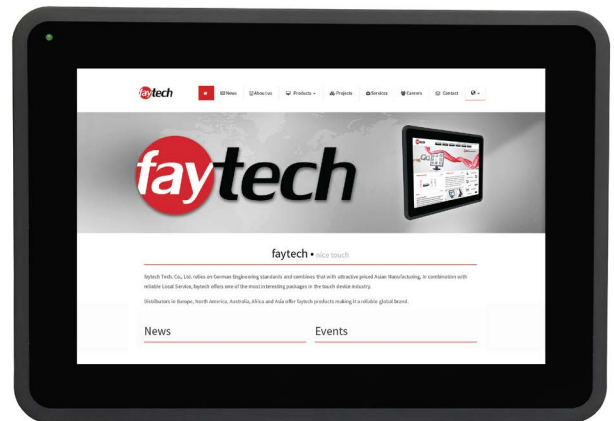 faytech
News About us Products Projects Services Careers Contact
faytech
faytech • nice touch
faytech Tech. Co., Ltd. relies on German Engineering standards and combines that with attractive priced Asian Manufacturing. In combination with
reliable Local Service, faytech offers one of the most interesting packages in the touch device industry.
Distributors in Europe, North America, Australia, Africa and Asia offer faytech products making it a reliable global brand.
News Events